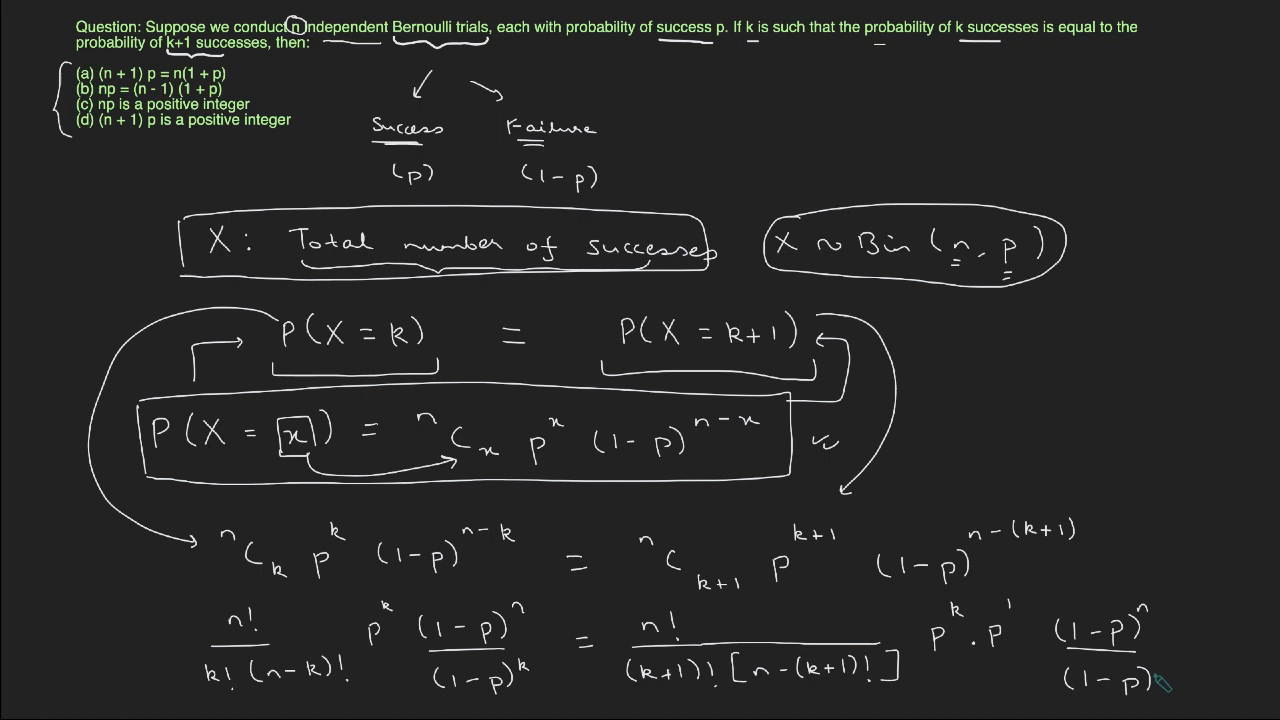 Question: Suppose we conduct n independent Bernoulli trials, each with probability of success p. If k is such that the probability of k successes is equal to the
probability of k+1 successes, then:
(a) (n + 1) p = n(1 + p)
(b) np = (n - 1) (1 + p)
(c) np is a positive integer
(d) (n + 1) p is a positive integer
Success Failure
(p) (1-p)
X: Total number of successes X ~ Bin (n, p)
P(X = k) = P(X = k+1)
P(X = x) = ⁿCₓ pˣ (1-p)ⁿ⁻ˣ
ⁿC_k p^k (1-p)^{n-k} = ⁿC_{k+1} p^{k+1} (1-p)^{n-(k+1)}
n! p^k (1-p)^n = n! p^k . p^1 (1-p)^n
k! (n-k)! (1-p)^k (k+1)! [n-(k+1)!] (1-p)